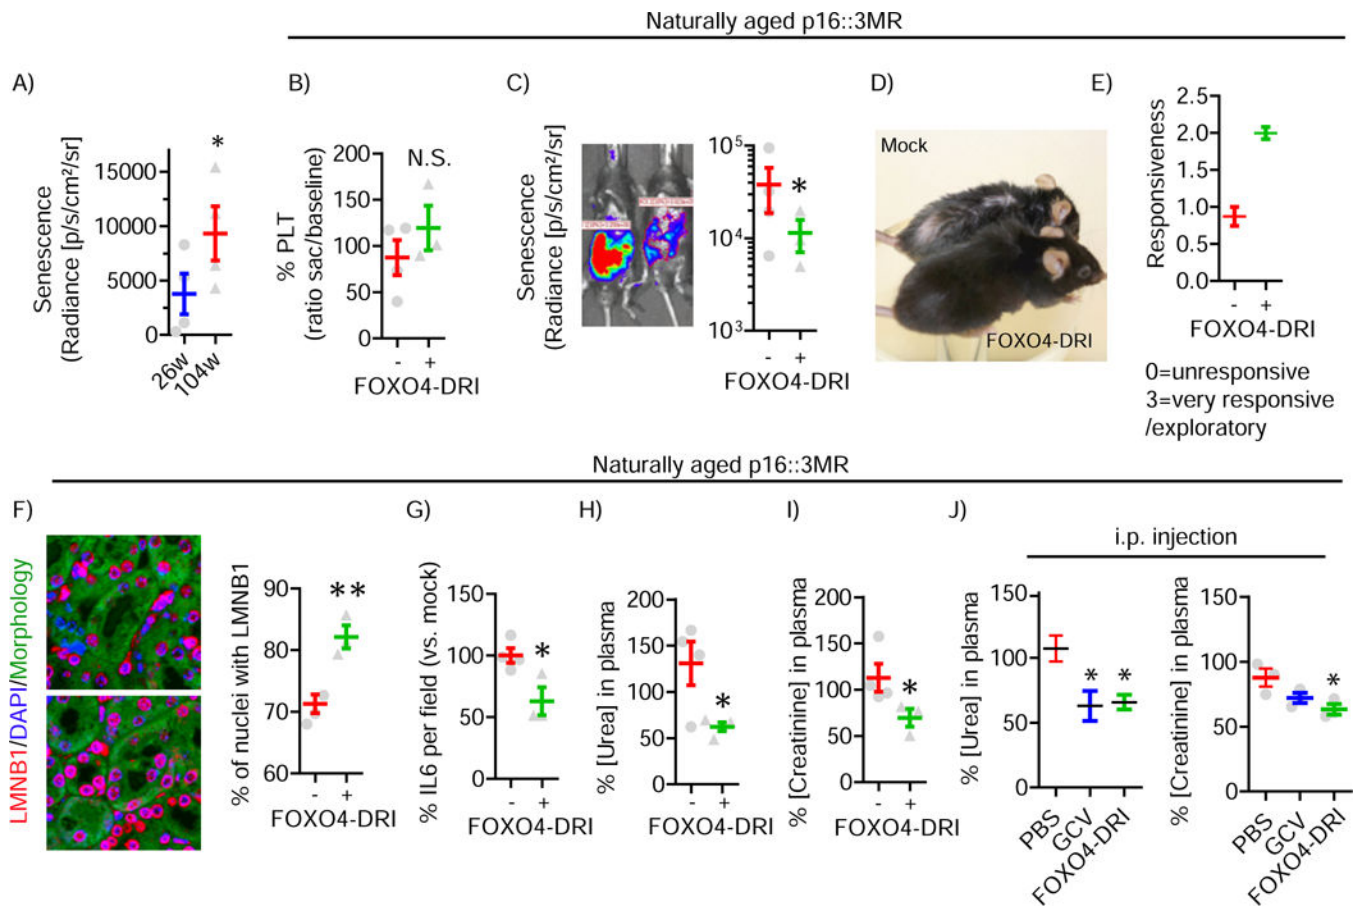 Naturally aged p16::3MR
A)
Senescence
(Radiance [p/s/cm²/sr]
15000
10000
5000
0
*
26w
104w
B)
% PLT
(ratio sac/baseline)
200
150
100
50
0
N.S.
- +
FOXO4-DRI
C)
Senescence
(Radiance [p/s/cm²/sr]
10⁵
10⁴
10³
*
- +
FOXO4-DRI
D)
Mock
FOXO4-DRI
E)
Responsiveness
2.5
2.0
1.5
1.0
0.5
0.0
- +
FOXO4-DRI
0=unresponsive
3=very responsive
/exploratory
Naturally aged p16::3MR
F)
LMNB1/DAPI/Morphology
% of nuclei with LMNB1
90
80
70
60
**
- +
FOXO4-DRI
G)
% IL6 per field (vs. mock)
150
100
50
0
*
- +
FOXO4-DRI
H)
% [Urea] in plasma
200
150
100
50
0
*
- +
FOXO4-DRI
I)
% [Creatinine] in plasma
200
150
100
50
0
*
- +
FOXO4-DRI
J)
i.p. injection
% [Urea] in plasma
150
100
50
0
* *
PBS
GCV
FOXO4-DRI
% [Creatinine] in plasma
150
100
50
0
*
PBS
GCV
FOXO4-DRI